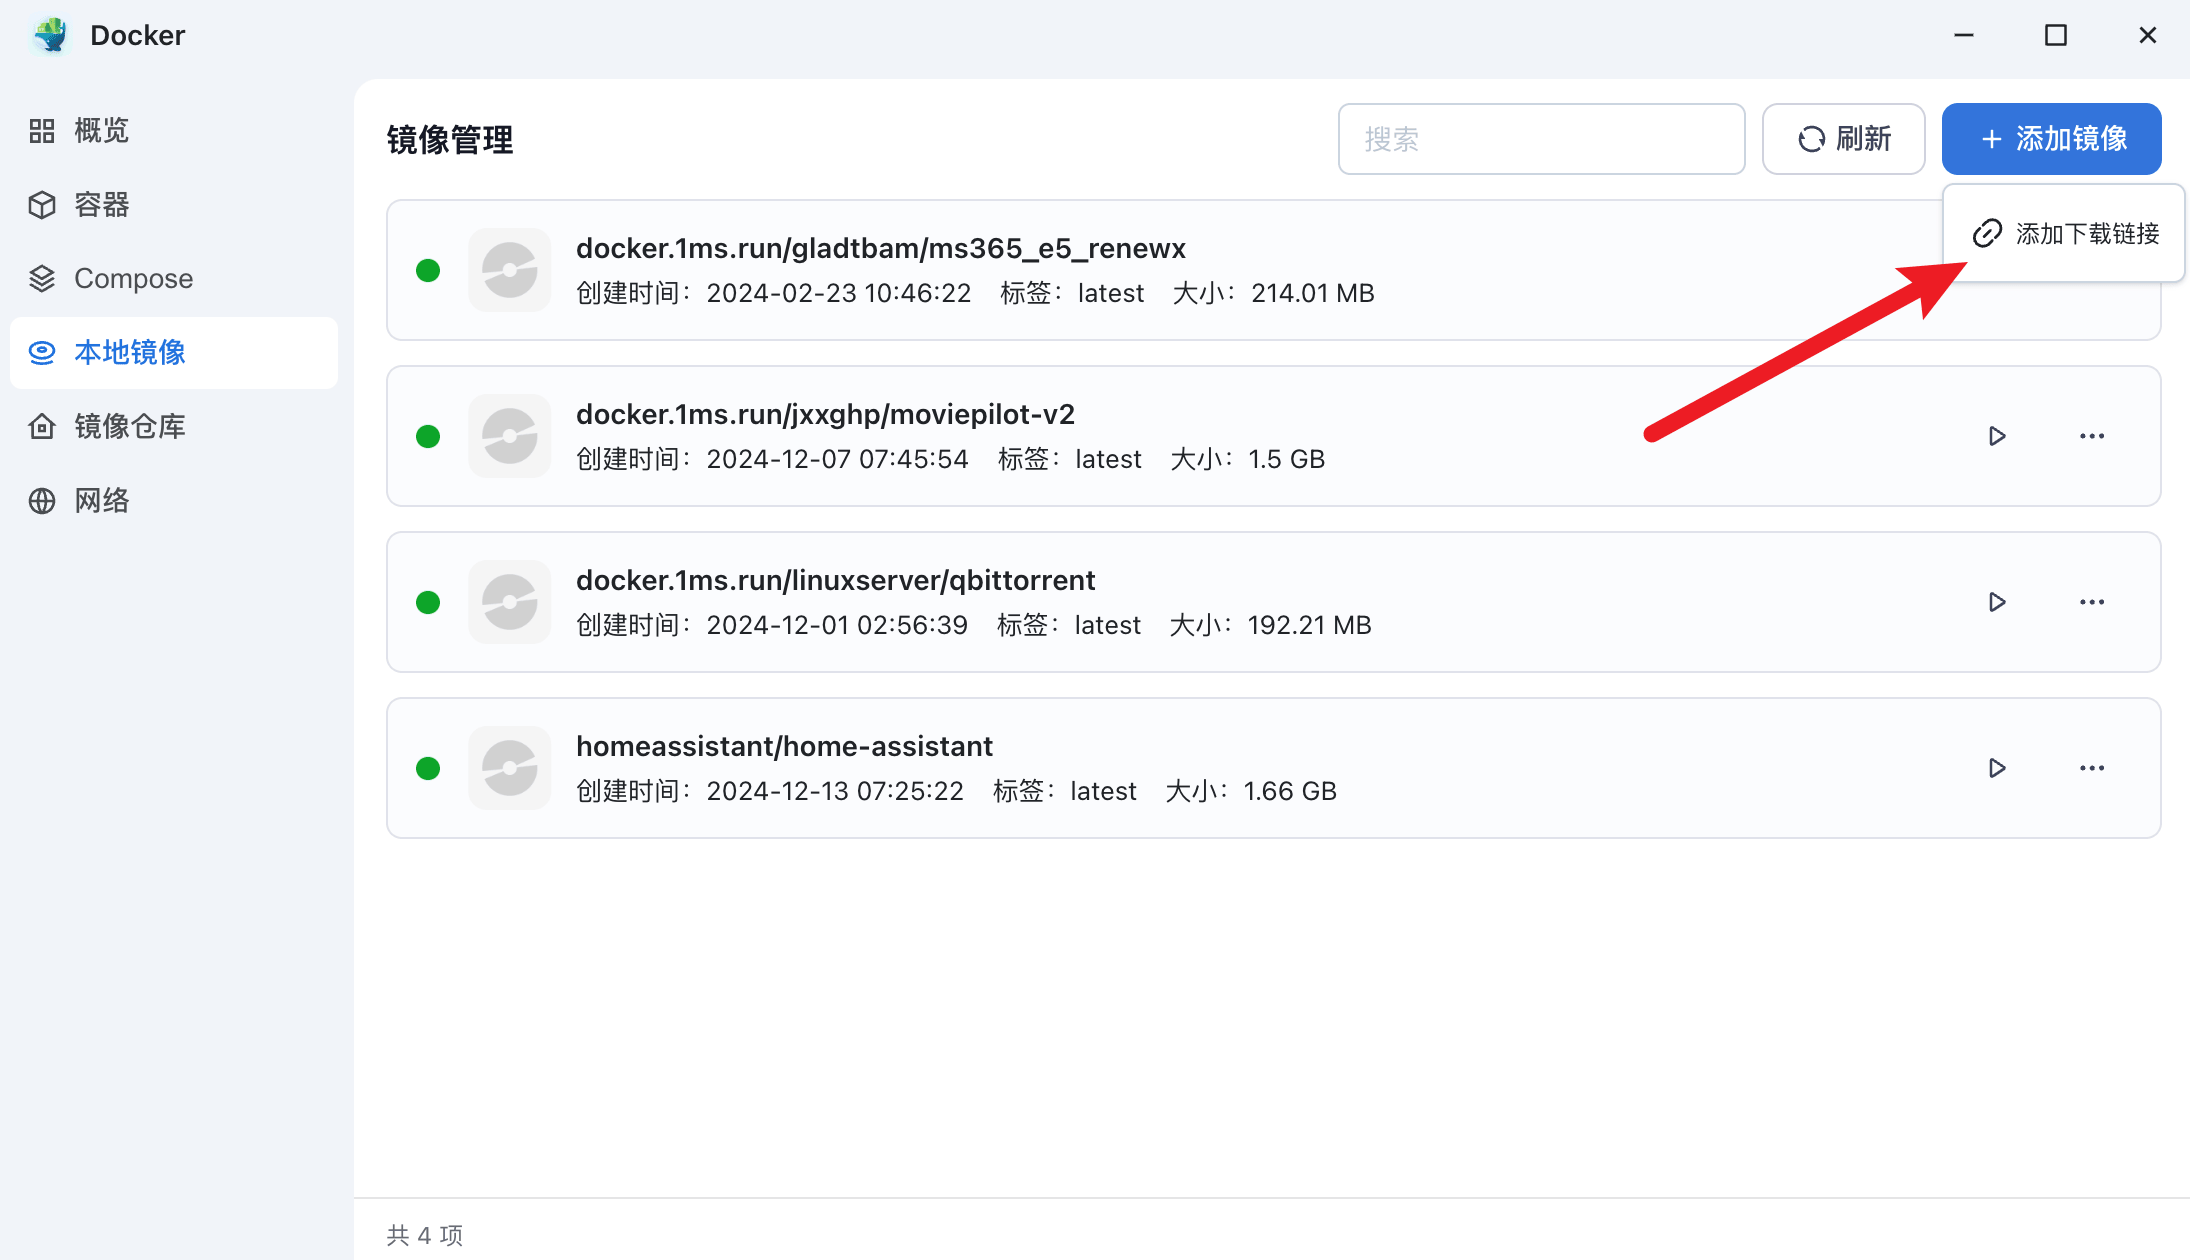 Docker
概览
容器
Compose
本地镜像
镜像仓库
网络
镜像管理
搜索
刷新
+ 添加镜像
添加下载链接
docker.1ms.run/gladtbam/ms365_e5_renewx
创建时间：2024-02-23 10:46:22 标签：latest 大小：214.01 MB
docker.1ms.run/jxxghp/moviepilot-v2
创建时间：2024-12-07 07:45:54 标签：latest 大小：1.5 GB
docker.1ms.run/linuxserver/qbittorrent
创建时间：2024-12-01 02:56:39 标签：latest 大小：192.21 MB
homeassistant/home-assistant
创建时间：2024-12-13 07:25:22 标签：latest 大小：1.66 GB
共 4 项